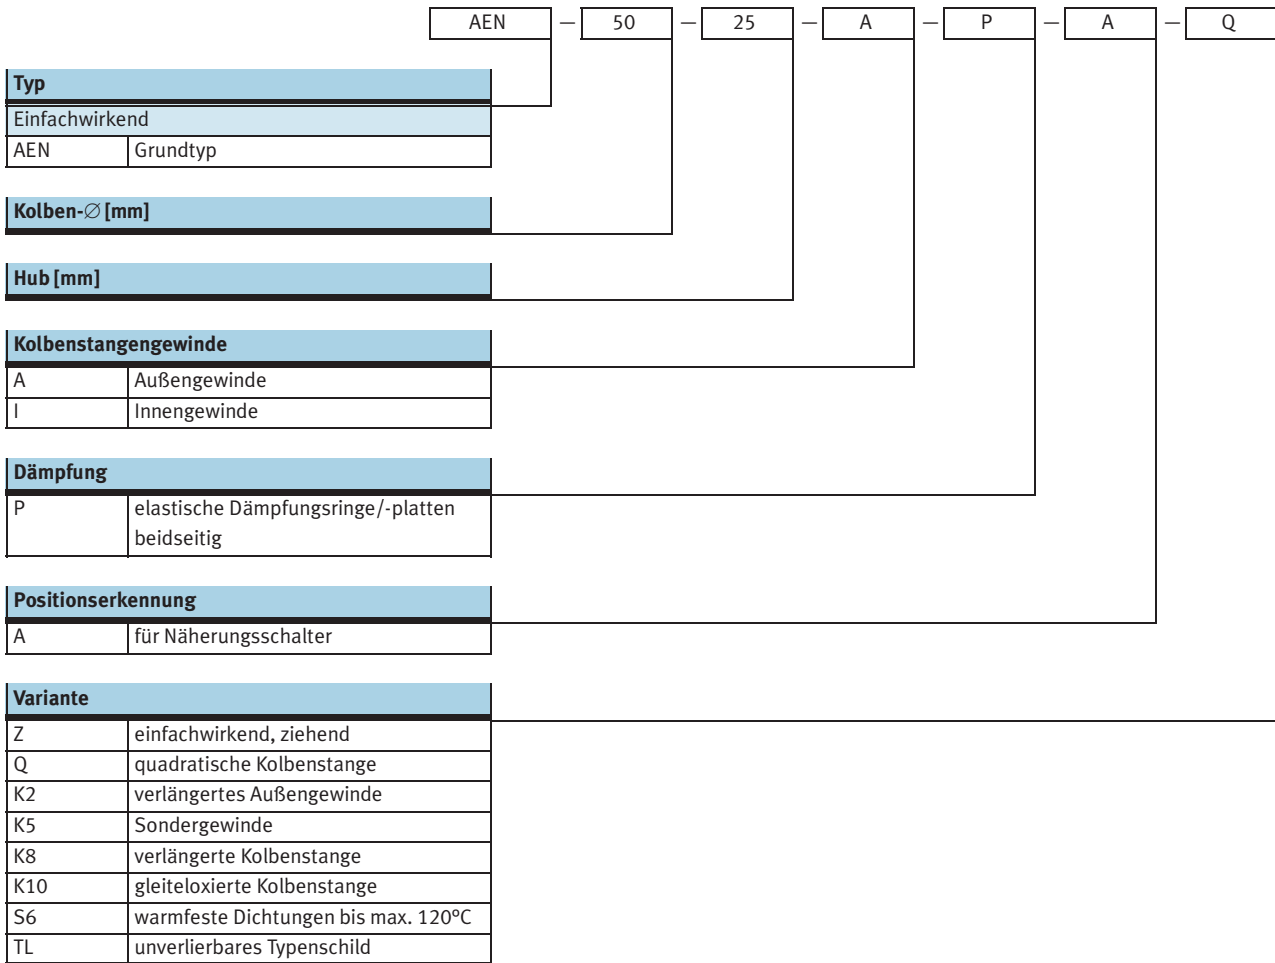 AEN — 50 — 25 — A — P — A — Q
Typ
Einfachwirkend
AEN Grundtyp
Kolben-∅ [mm]
Hub [mm]
Kolbenstangengewinde
A Außengewinde
I Innengewinde
Dämpfung
P elastische Dämpfungsringe/-platten
beidseitig
Positionserkennung
A für Näherungsschalter
Variante
Z einfachwirkend, ziehend
Q quadratische Kolbenstange
K2 verlängertes Außengewinde
K5 Sondergewinde
K8 verlängerte Kolbenstange
K10 gleiteloxierte Kolbenstange
S6 warmfeste Dichtungen bis max. 120°C
TL unverlierbares Typenschild